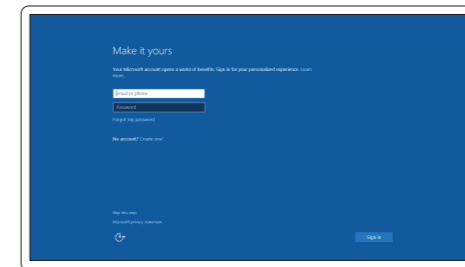 Make it yours
Your Microsoft account opens a world of benefits. Sign in for your personalized experience. Learn
more.
Email or phone
Password
Forgot my password
No account? Create one!
Skip this step
Microsoft privacy statement
Sign in